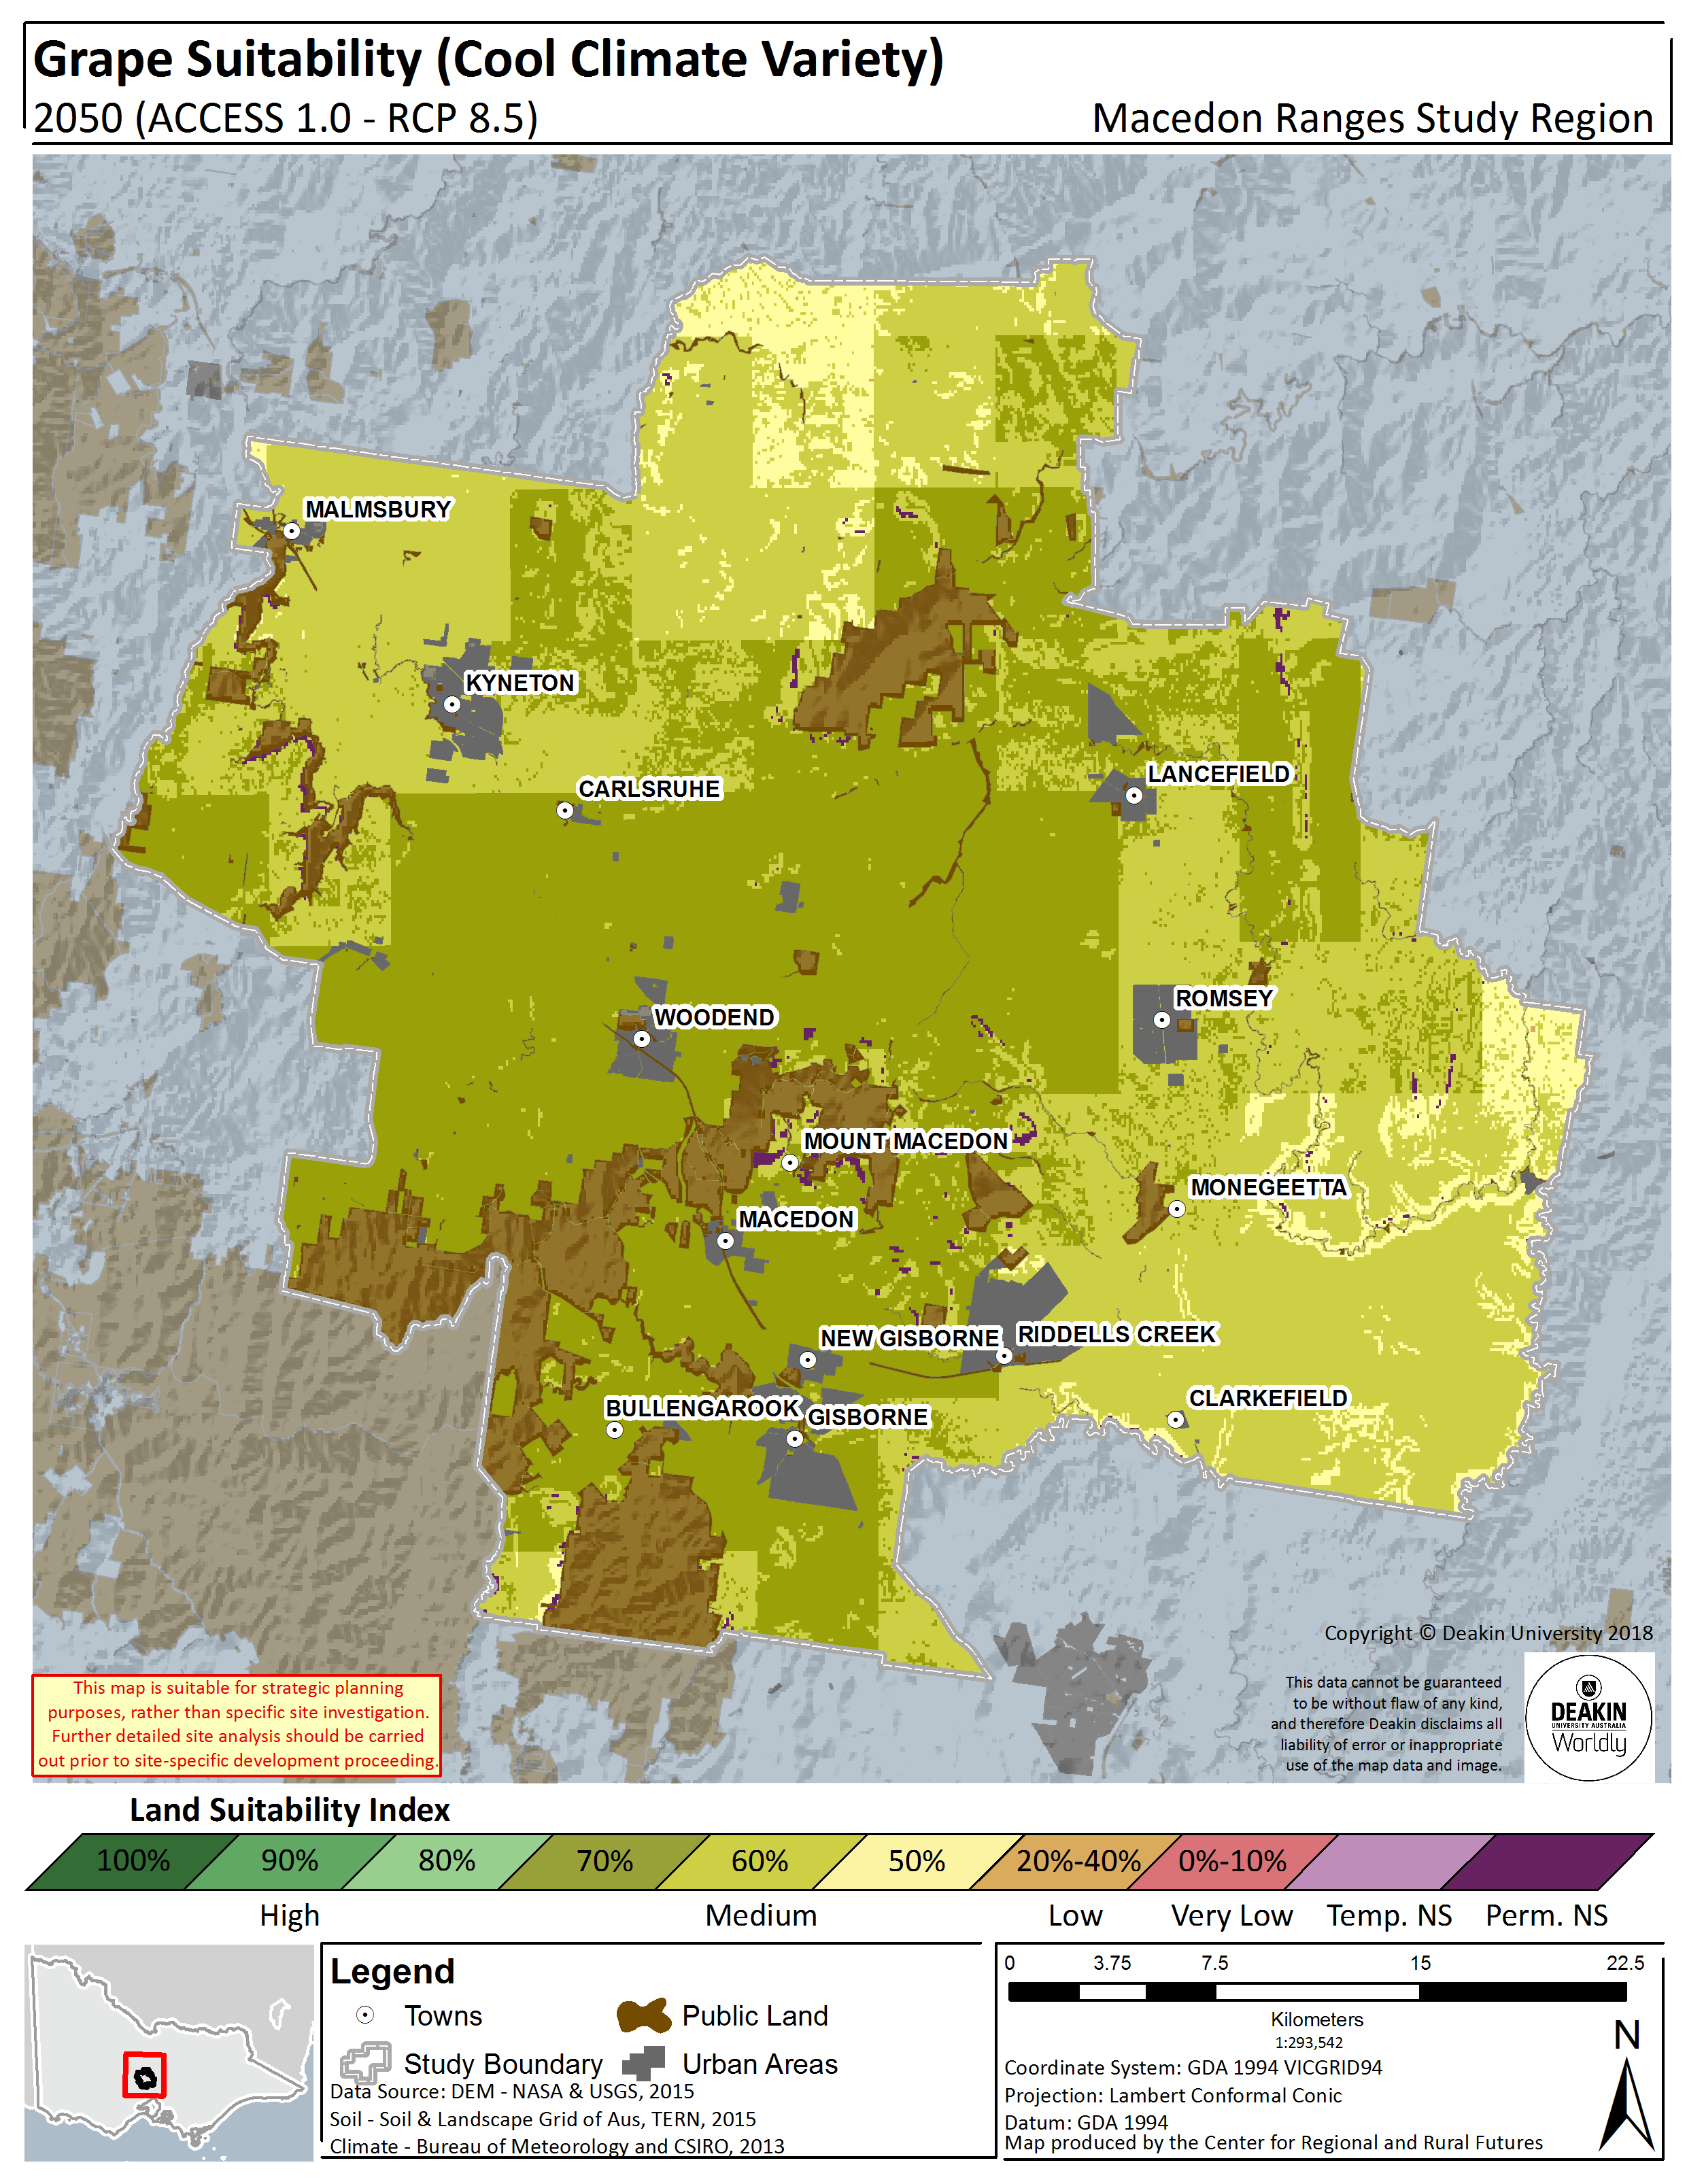 Grape Suitability (Cool Climate Variety)
2050 (ACCESS 1.0 - RCP 8.5)
Macedon Ranges Study Region
MALMSBURY
KYNETON
CARLSRUHE
LANCEFIELD
ROMSEY
WOODEND
MOUNT MACEDON
MONEGEETTA
MACEDON
NEW GISBORNE
RIDDELLS CREEK
CLARKEFIELD
BULLENGAROOK
GISBORNE
Copyright © Deakin University 2018
This data cannot be guaranteed
to be without flaw of any kind,
and therefore Deakin disclaims all
liability of error or inappropriate
use of the map data and image.
DEAKIN
UNIVERSITY AUSTRALIA
Worldly
This map is suitable for strategic planning
purposes, rather than specific site investigation.
Further detailed site analysis should be carried
out prior to site-specific development proceeding.
Land Suitability Index
100%
90%
80%
70%
60%
50%
20%-40%
0%-10%
High
Medium
Low
Very Low
Temp. NS
Perm. NS
Legend
Towns
Public Land
Study Boundary
Urban Areas
Data Source: DEM - NASA & USGS, 2015
Soil - Soil & Landscape Grid of Aus, TERN, 2015
Climate - Bureau of Meteorology and CSIRO, 2013
0 3.75 7.5 15 22.5
Kilometers
1:293,542
N
Coordinate System: GDA 1994 VICGRID94
Projection: Lambert Conformal Conic
Datum: GDA 1994
Map produced by the Center for Regional and Rural Futures